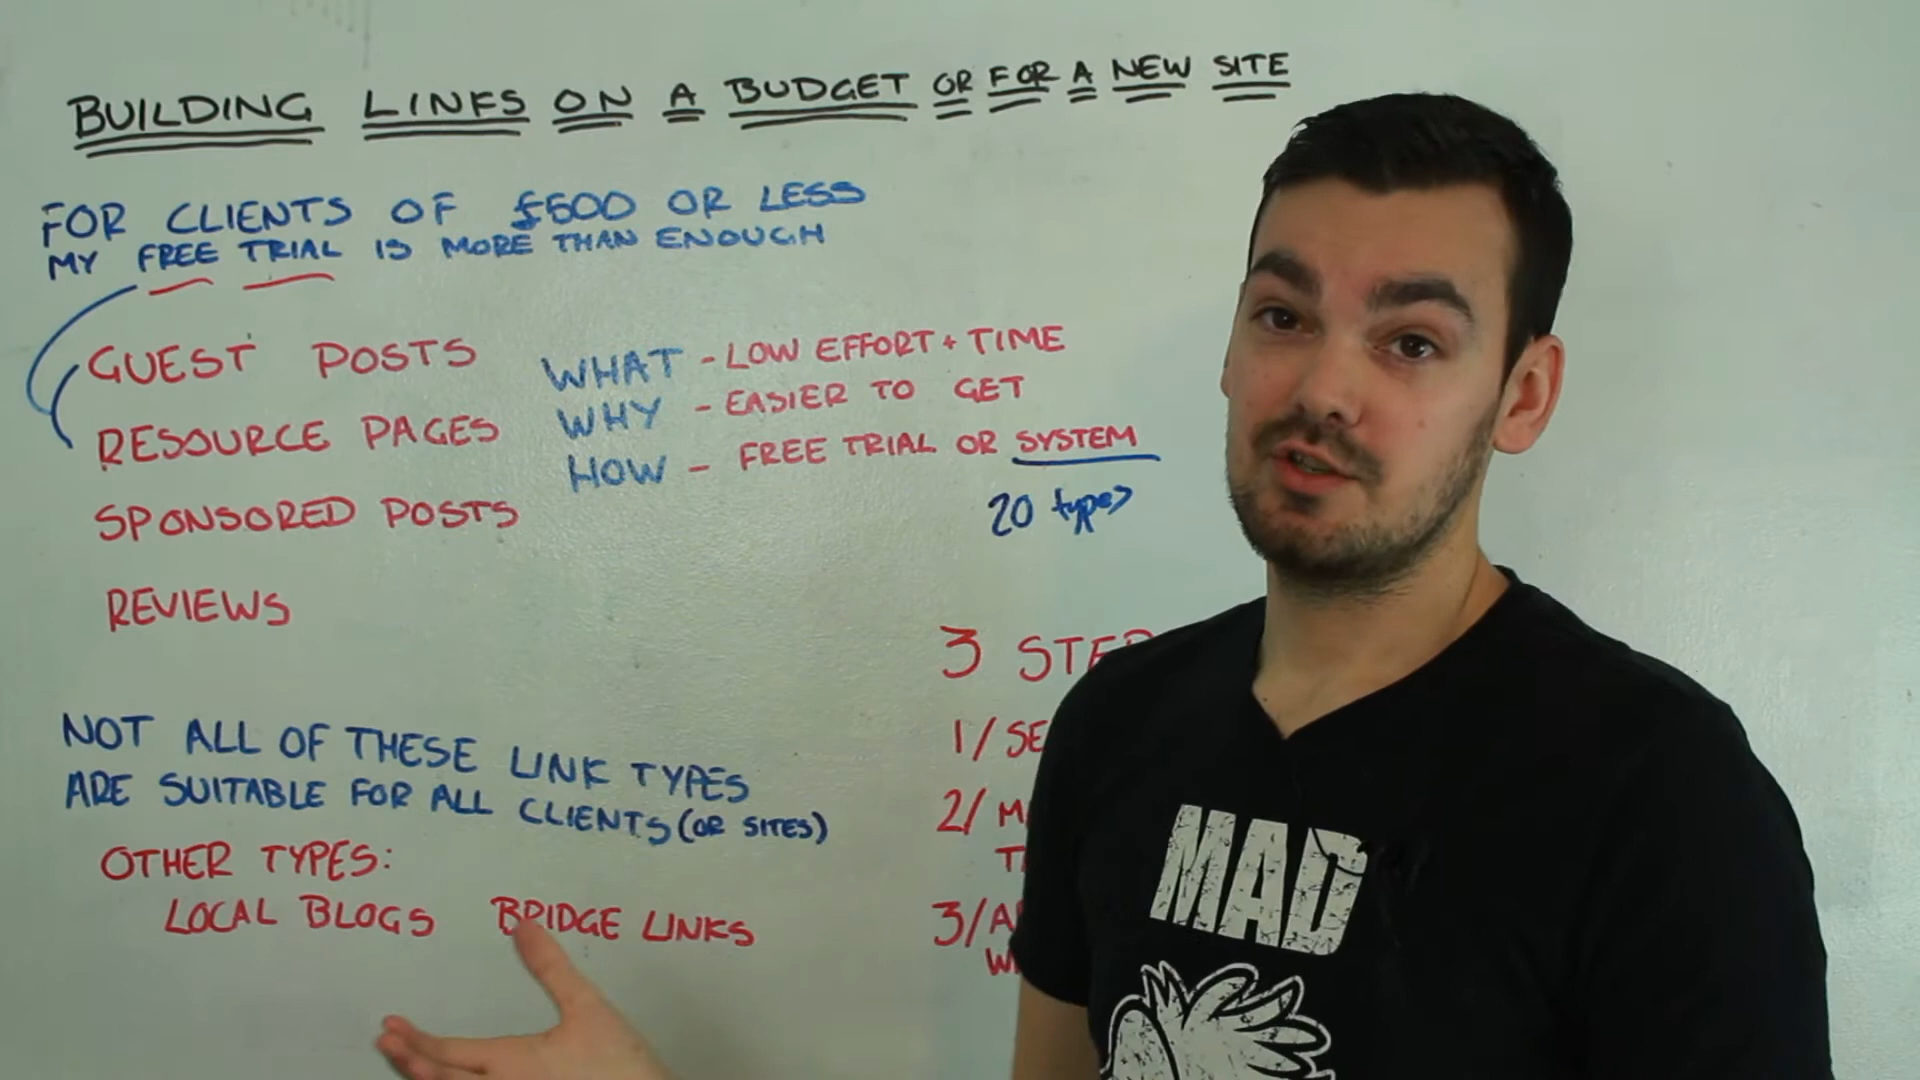 BUILDING LINKS ON A BUDGET OR FOR A NEW SITE
FOR CLIENTS OF £500 OR LESS
MY FREE TRIAL IS MORE THAN ENOUGH
GUEST POSTS
RESOURCE PAGES
SPONSORED POSTS
REVIEWS
WHAT - LOW EFFORT + TIME
WHY - EASIER TO GET
HOW - FREE TRIAL OR SYSTEM
20 types
NOT ALL OF THESE LINK TYPES
ARE SUITABLE FOR ALL CLIENTS (OR SITES)
OTHER TYPES:
LOCAL BLOGS BRIDGE LINKS
3 STEP
1/ SE
2/ M
T
3/ A
W
MAD